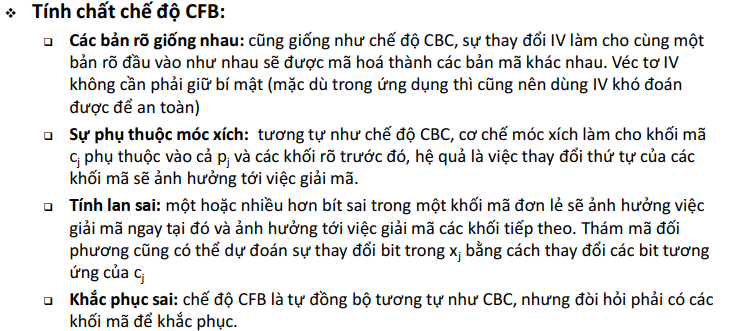 ❖ Tính chất chế độ CFB:
❑ Các bản rõ giống nhau: cũng giống như chế độ CBC, sự thay đổi IV làm cho cùng một
bản rõ đầu vào như nhau sẽ được mã hoá thành các bản mã khác nhau. Véc tơ IV
không cần phải giữ bí mật (mặc dù trong ứng dụng thì cũng nên dùng IV khó đoán
được để an toàn)
❑ Sự phụ thuộc móc xích: tương tự như chế độ CBC, cơ chế móc xích làm cho khối mã
cj phụ thuộc vào cả pj và các khối rõ trước đó, hệ quả là việc thay đổi thứ tự của các
khối mã sẽ ảnh hưởng tới việc giải mã.
❑ Tính lan sai: một hoặc nhiều hơn bít sai trong một khối mã đơn lẻ sẽ ảnh hưởng việc
giải mã ngay tại đó và ảnh hưởng tới việc giải mã các khối tiếp theo. Thám mã đối
phương cũng có thể dự đoán sự thay đổi bit trong xj bằng cách thay đổi các bit tương
ứng của cj
❑ Khắc phục sai: chế độ CFB là tự đồng bộ tương tự như CBC, nhưng đòi hỏi phải có các
khối mã để khắc phục.